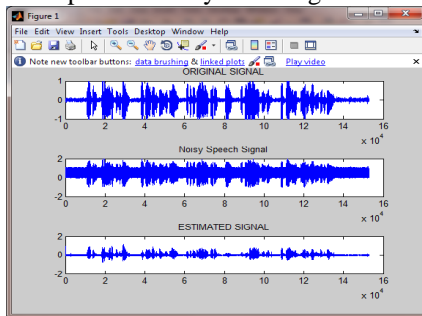 Figure 1
File Edit View Insert Tools Desktop Window Help
Note new toolbar buttons: data brushing & linked plots Play video
ORIGINAL SIGNAL
1
0
-1
0 2 4 6 8 10 12 14 16
x 10^4
Noisy Speech Signal
2
0
-2
0 2 4 6 8 10 12 14 16
x 10^4
ESTIMATED SIGNAL
2
0
-2
0 2 4 6 8 10 12 14 16
x 10^4